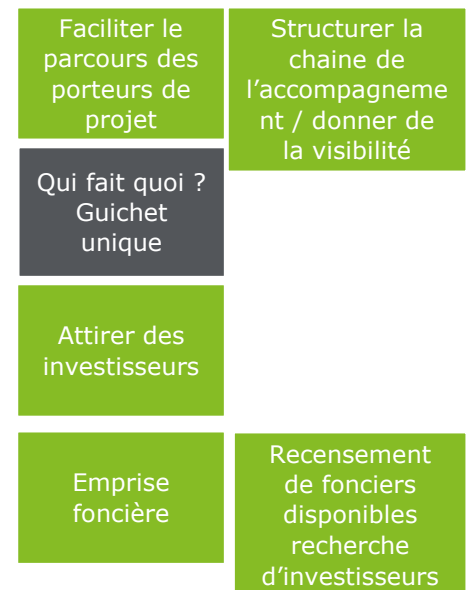 Faciliter le
parcours des
porteurs de
projet
Structurer la
chaine de
l'accompagneme
nt / donner de
la visibilité
Qui fait quoi ?
Guichet
unique
Attirer des
investisseurs
Emprise
foncière
Recensement
de fonciers
disponibles
recherche
d'investisseurs